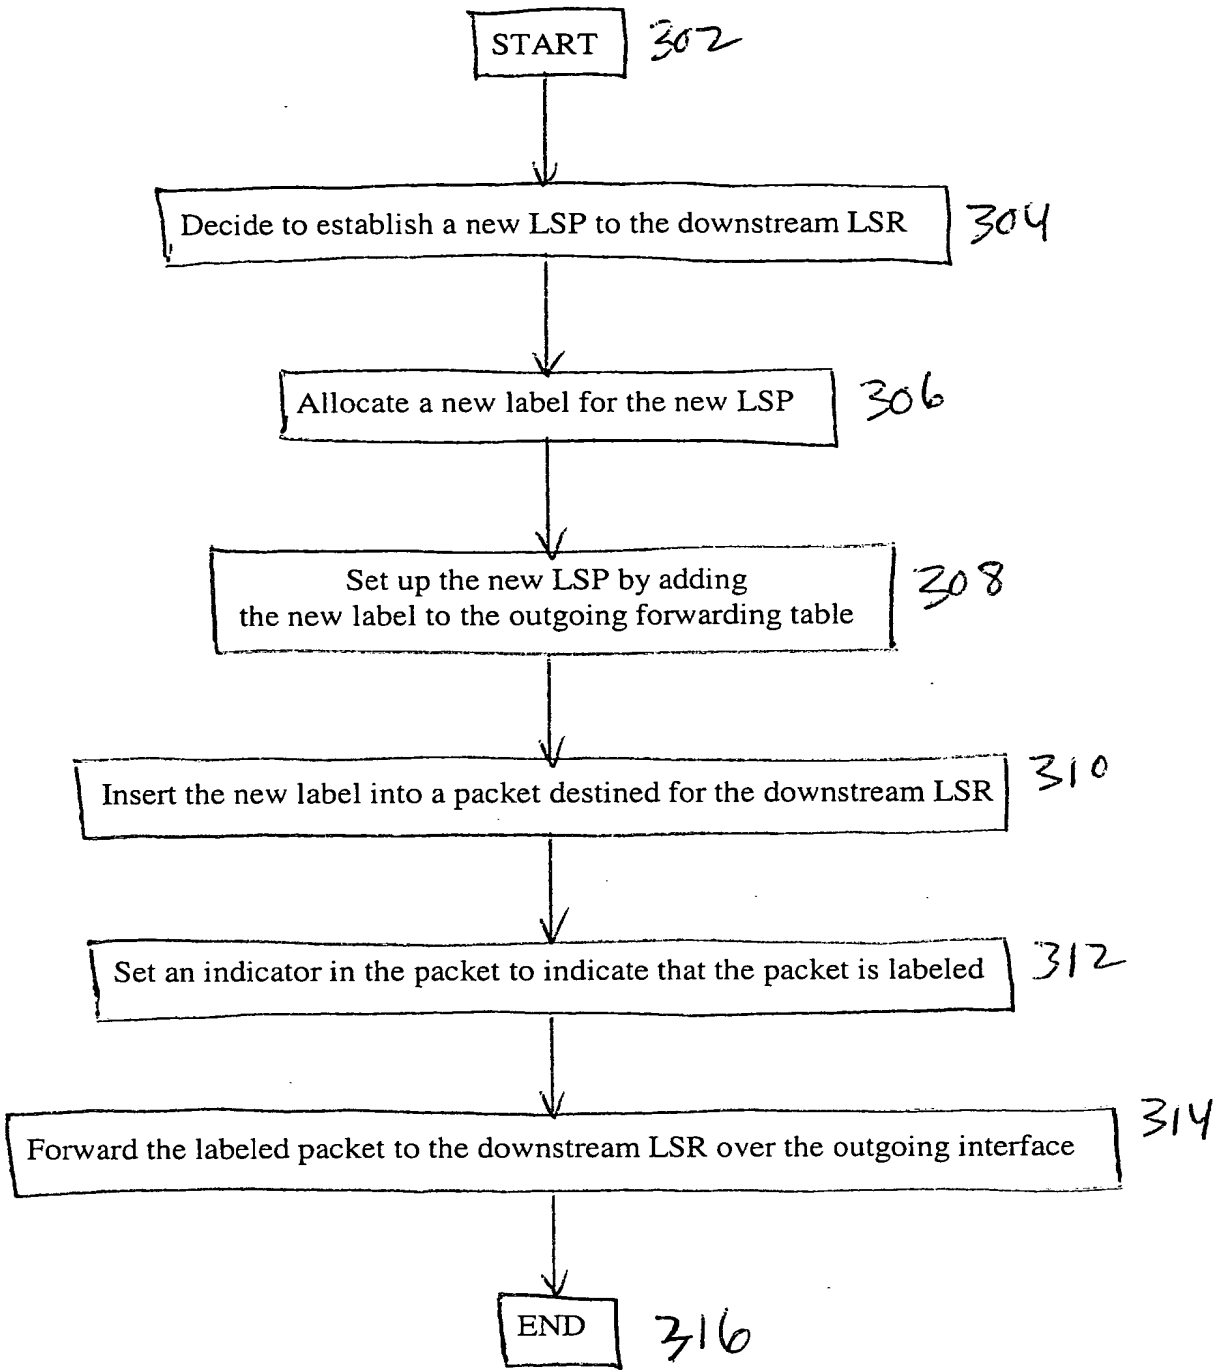 START 302
Decide to establish a new LSP to the downstream LSR 304
Allocate a new label for the new LSP 306
Set up the new LSP by adding 308
the new label to the outgoing forwarding table
Insert the new label into a packet destined for the downstream LSR 310
Set an indicator in the packet to indicate that the packet is labeled 312
Forward the labeled packet to the downstream LSR over the outgoing interface 314
END 316